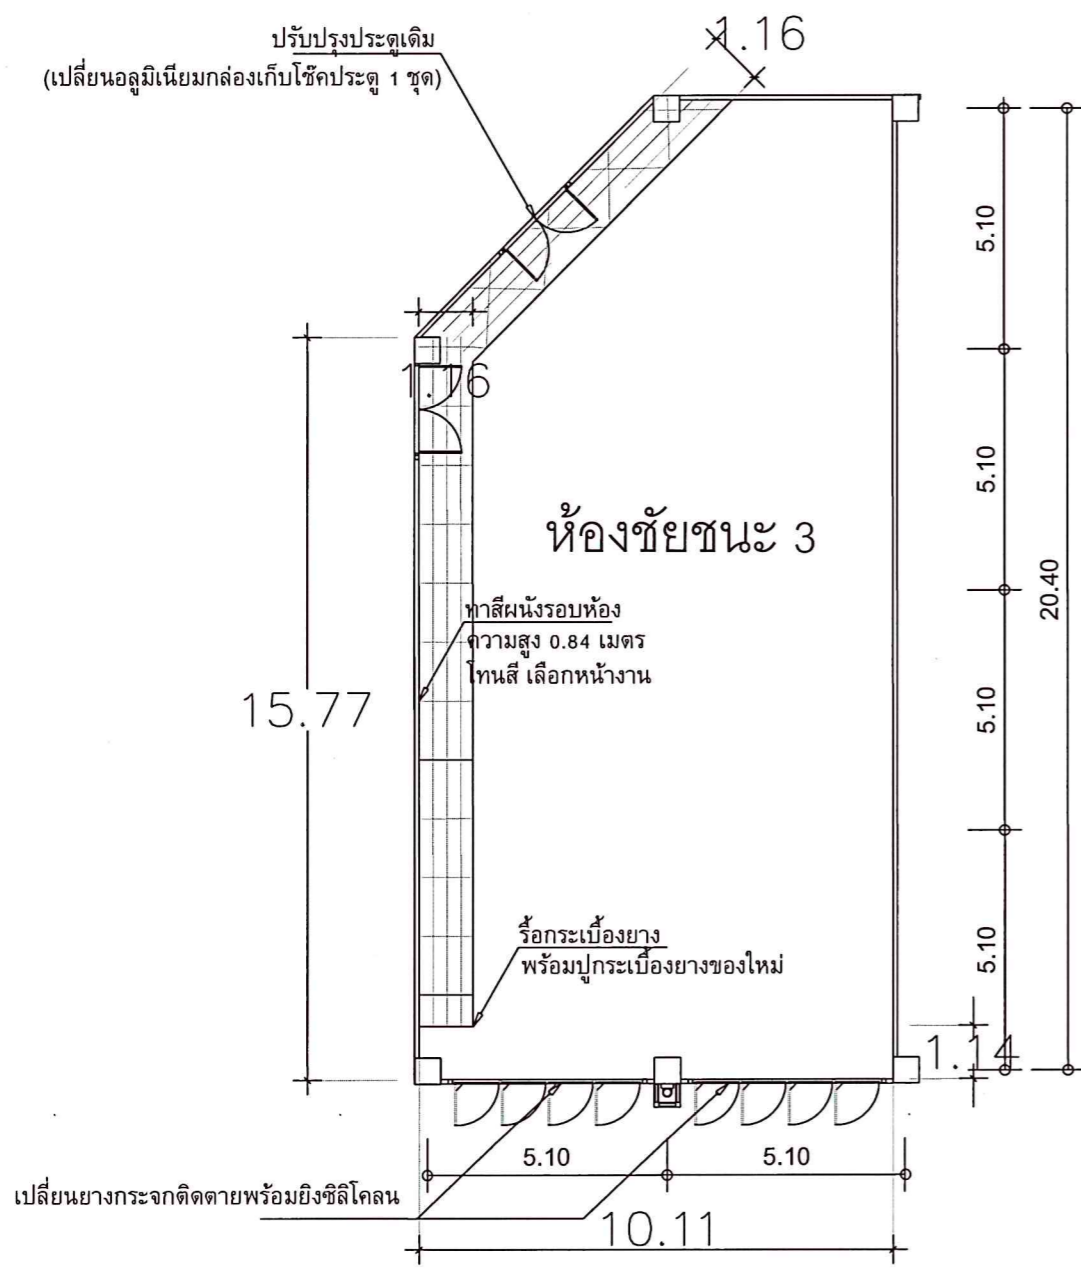 1.16
ปรับปรุงประตูเดิม
(เปลี่ยนอลูมิเนียมกล่องเก็บโช๊คประตู 1 ชุด)
5.10
1.16
5.10
ห้องชัยชนะ 3
20.40
ทาสีผนังรอบห้อง
ความสูง 0.84 เมตร
โทนสี เลือกหน้างาน
15.77
5.10
รื้อกระเบื้องยาง
พร้อมปูกระเบื้องยางของใหม่
5.10
1.14
5.10
5.10
เปลี่ยนยางกระจกติดตายพร้อมยิงซิลิโคลน
10.11